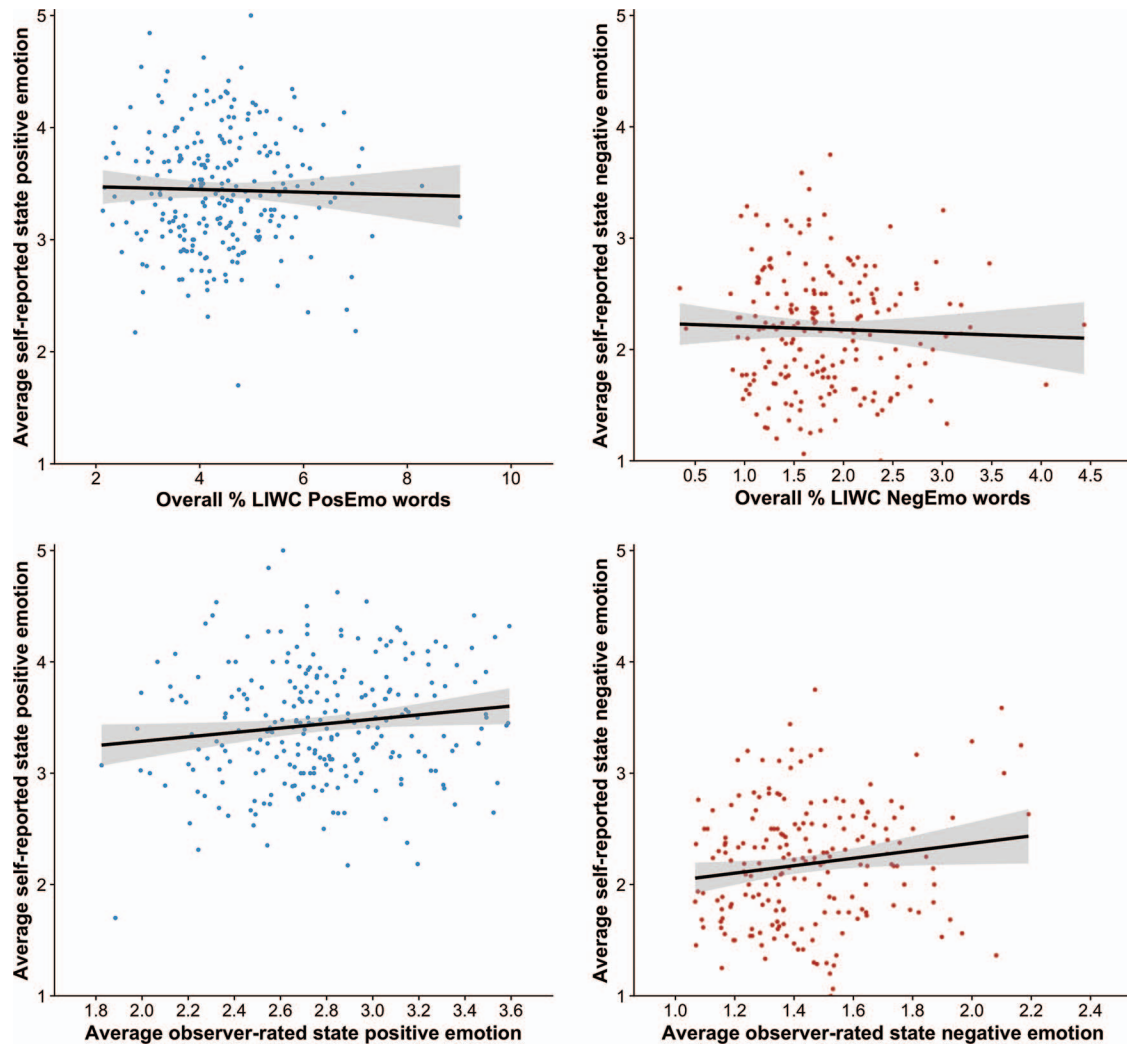 Average self-reported state positive emotion
5
4
3
2
1
2 4 6 8 10
Overall % LIWC PosEmo words
Average self-reported state negative emotion
5
4
3
2
1
0.5 1.0 1.5 2.0 2.5 3.0 3.5 4.0 4.5
Overall % LIWC NegEmo words
Average self-reported state positive emotion
5
4
3
2
1
1.8 2.0 2.2 2.4 2.6 2.8 3.0 3.2 3.4 3.6
Average observer-rated state positive emotion
Average self-reported state negative emotion
5
4
3
2
1
1.0 1.2 1.4 1.6 1.8 2.0 2.2 2.4
Average observer-rated state negative emotion